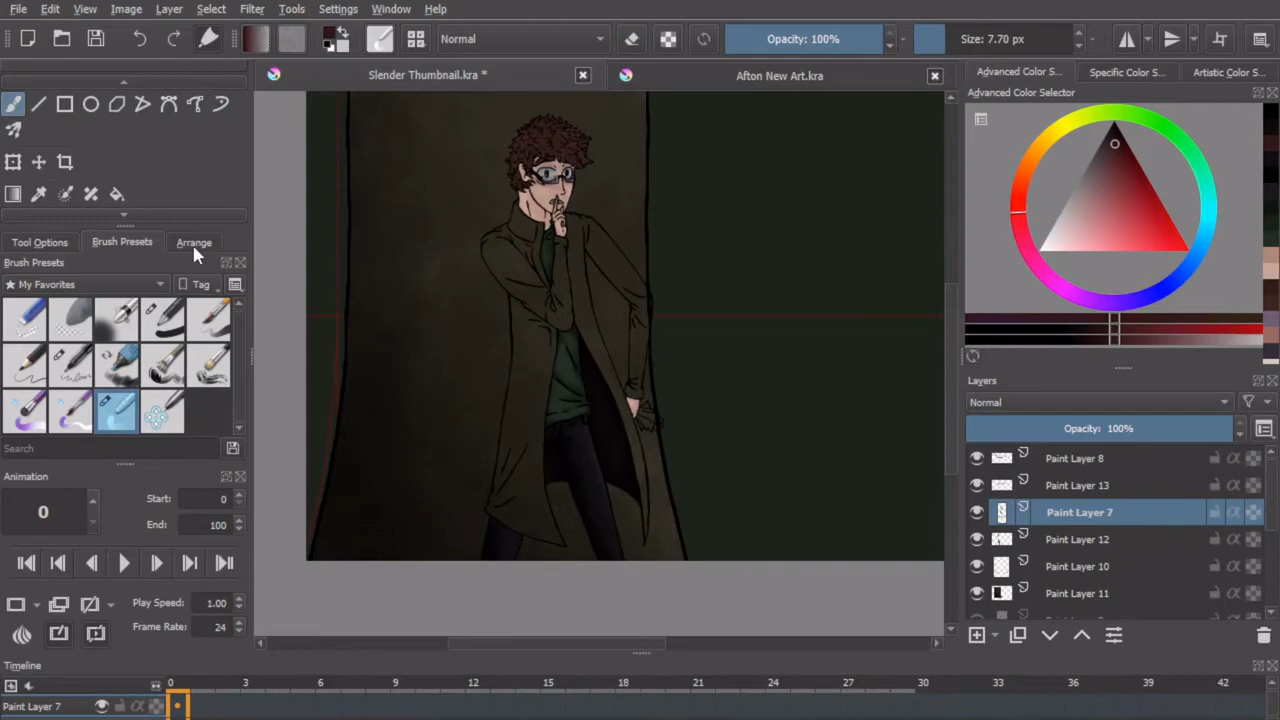 File Edit View Image Layer Select Filter Tools Settings Window Help
Normal Opacity: 100% Size: 7.70 px
Slender Thumbnail.kra * Afton New Art.kra
Advanced Color S... Specific Color S... Artistic Color S...
Advanced Color Selector
Tool Options Brush Presets Arrange
Brush Presets
My Favorites Tag
Search
Animation
0 Start: 0
End: 100
Play Speed: 1.00
Frame Rate: 24
Layers
Normal
Opacity: 100%
Paint Layer 8
Paint Layer 13
Paint Layer 7
Paint Layer 12
Paint Layer 10
Paint Layer 11
Timeline
0 3 6 9 12 15 18 21 24 27 30 33 36 39 42
Paint Layer 7